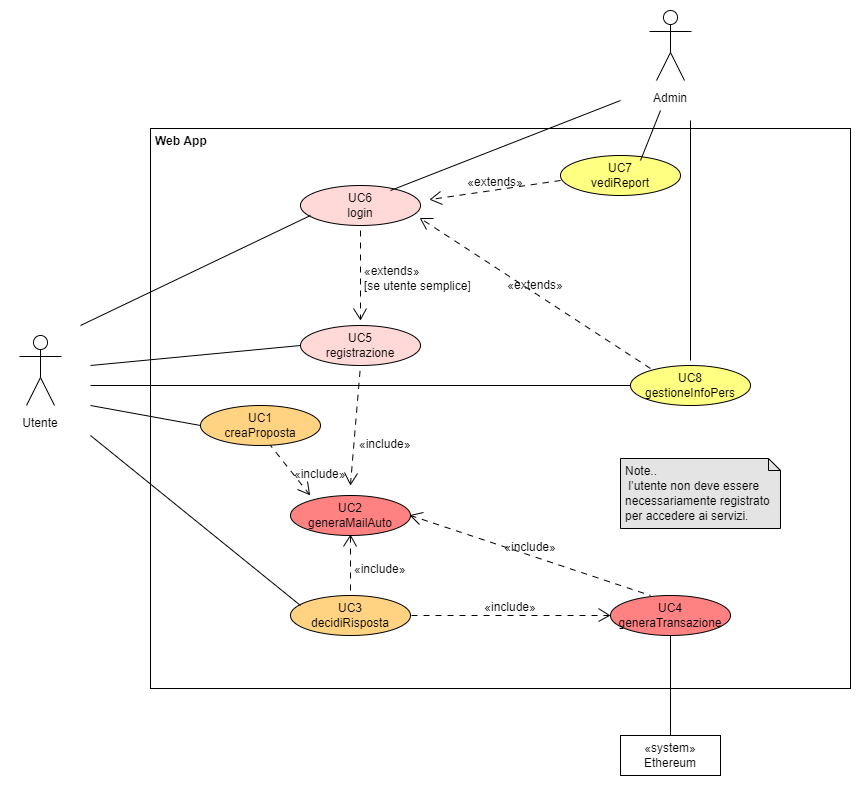 Admin
Web App
UC7
vediReport
«extends»
UC6
login
«extends»
[se utente semplice]
«extends»
UC5
registrazione
UC8
gestioneInfoPers
Utente
UC1
creaProposta
«include»
«include»
Note..
l'utente non deve essere
necessariamente registrato
per accedere ai servizi.
UC2
generaMailAuto
«include»
«include»
UC3
decidiRisposta
«include»
UC4
generaTransazione
«system»
Ethereum